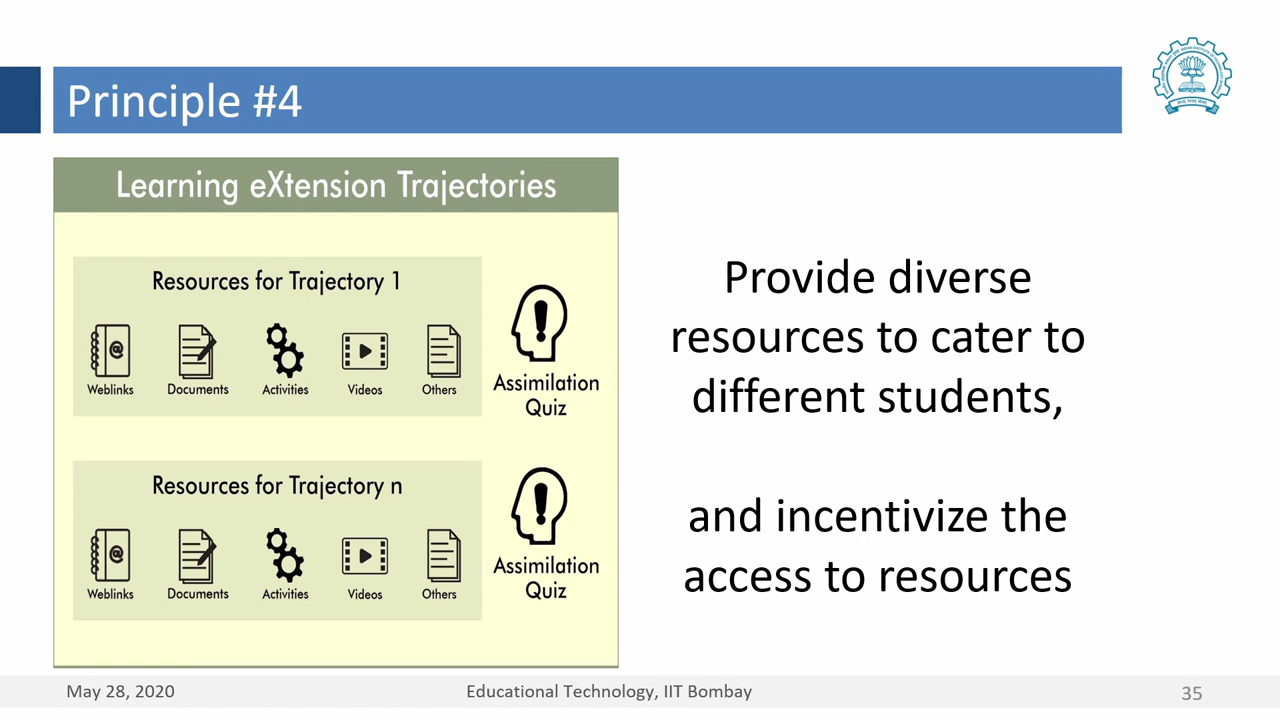 Principle #4
Learning eXtension Trajectories
Resources for Trajectory 1
Weblinks Documents Activities Videos Others
Assimilation
Quiz
Resources for Trajectory n
Weblinks Documents Activities Videos Others
Assimilation
Quiz
Provide diverse
resources to cater to
different students,
and incentivize the
access to resources
May 28, 2020
Educational Technology, IIT Bombay
35